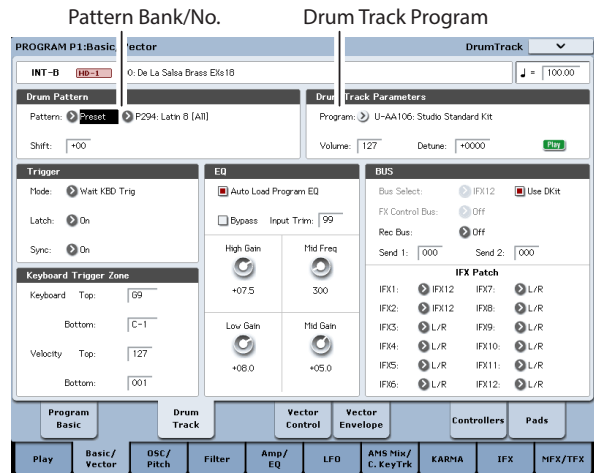 Pattern Bank/No. Drum Track Program
PROGRAM P1:Basic/Vector DrumTrack
INT-B HD-1 0: De La Salsa Brass EXs18 ♩ = 100.00
Drum Pattern
Pattern: Preset P294: Latin 8 [All]
Shift: +00
Drum Track Parameters
Program: U-AA106: Studio Standard Kit
Volume: 127 Detune: +0000 Play
Trigger
Mode: Wait KBD Trig
Latch: On
Sync: On
Keyboard Trigger Zone
Keyboard Top: G9
Bottom: C-1
Velocity Top: 127
Bottom: 001
EQ
Auto Load Program EQ
Bypass Input Trim: 99
High Gain Mid Freq
+07.5 300
Low Gain Mid Gain
+08.0 +05.0
BUS
Bus Select: IFX12 Use DKit
FX Control Bus: Off
Rec Bus: Off
Send 1: 000 Send 2: 000
IFX Patch
IFX1: IFX12 IFX7: L/R
IFX2: IFX12 IFX8: L/R
IFX3: L/R IFX9: L/R
IFX4: L/R IFX10: L/R
IFX5: L/R IFX11: L/R
IFX6: L/R IFX12: L/R
Program Basic Drum Track Vector Control Vector Envelope Controllers Pads
Play Basic/ Vector OSC/ Pitch Filter Amp/ EQ LFO AMS Mix/ C. KeyTrk KARMA IFX MFX/TFX